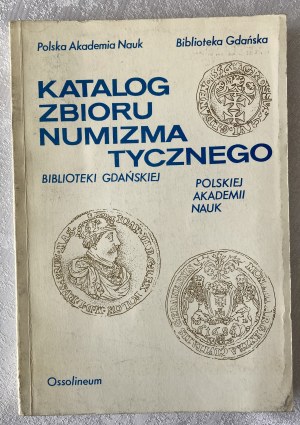 Polska Akademia Nauk Biblioteka Gdańska
KATALOG
ZBIORU
NUMIZMA
TYCZNEGO
BIBLIOTEKI GDAŃSKIEJ
POLSKIEJ
AKADEMII
NAUK
Ossolineum